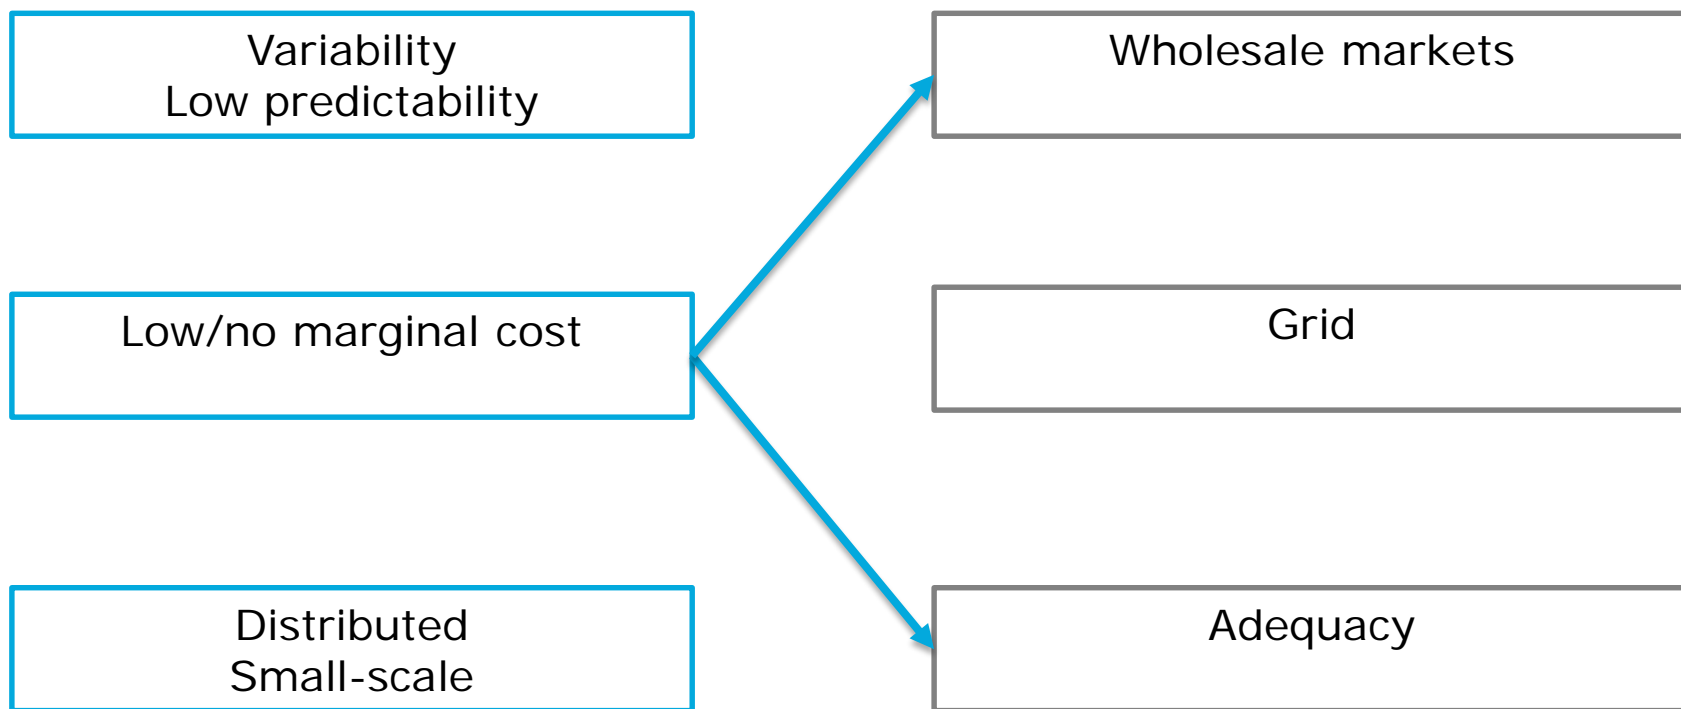 Variability
Low predictability
Wholesale markets
Low/no marginal cost
Grid
Distributed
Small-scale
Adequacy